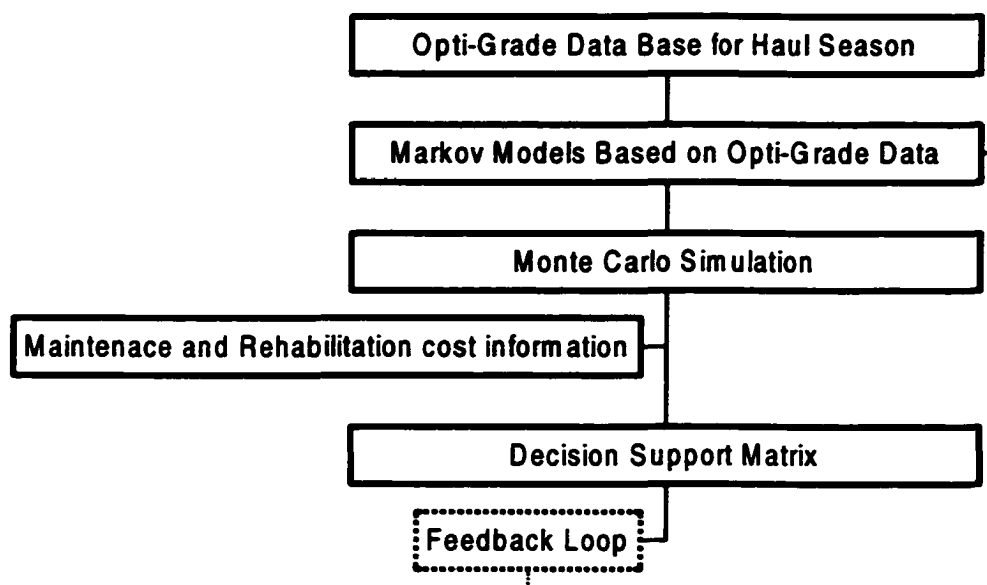 Opti-Grade Data Base for Haul Season
Markov Models Based on Opti-Grade Data
Monte Carlo Simulation
Maintenace and Rehabilitation cost information
Decision Support Matrix
Feedback Loop